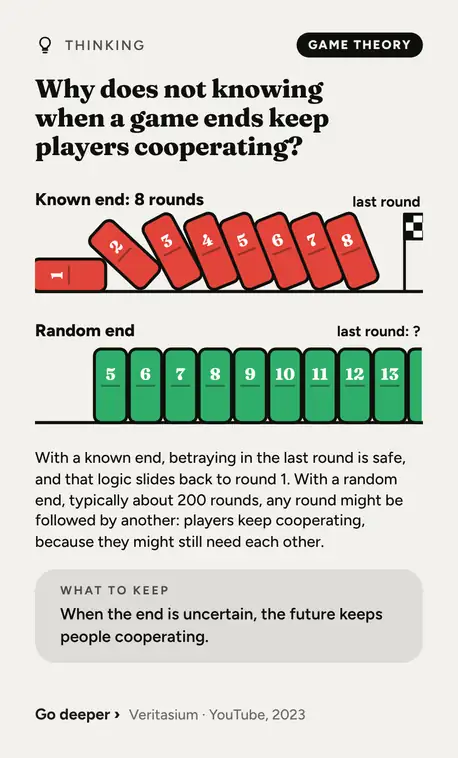 THINKING
GAME THEORY
Why does not knowing
when a game ends keep
players cooperating?
Known end: 8 rounds
last round
1 2 3 4 5 6 7 8
Random end
last round: ?
5 6 7 8 9 10 11 12 13
With a known end, betraying in the last round is safe,
and that logic slides back to round 1. With a random
end, typically about 200 rounds, any round might be
followed by another: players keep cooperating,
because they might still need each other.
WHAT TO KEEP
When the end is uncertain, the future keeps
people cooperating.
Go deeper › Veritasium · YouTube, 2023